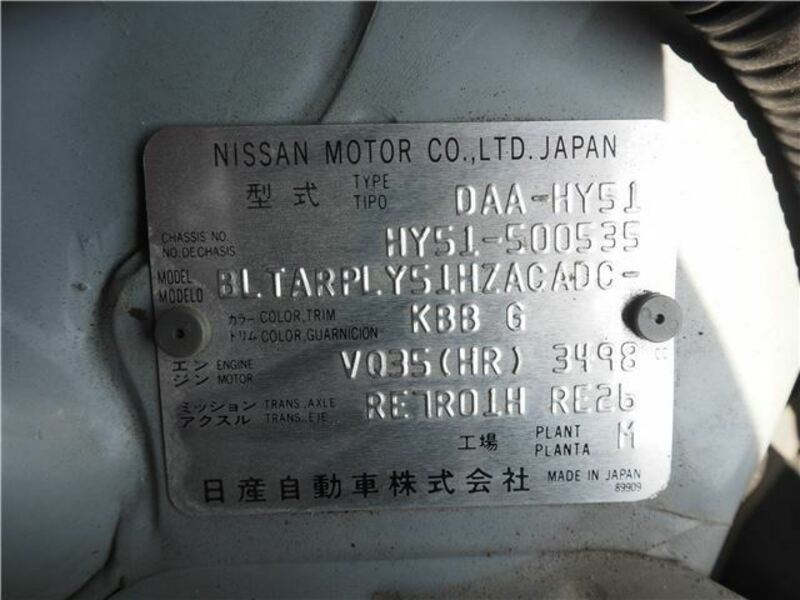 NISSAN MOTOR CO.,LTD. JAPAN
型式 TYPE TIPO DAA-HY51
CHASSIS NO. NO. DE CHASIS HY51-500535
MODEL MODELO BLTARPLY51HZACADC-
カラー COLOR,TRIM トリム COLOR,GUARNICION KBB G
エンジン ENGINE MOTOR VQ35(HR) 3498 CC
ミッション TRANS. AXLE アクスル TRANS. EJE RE7R01H RE26
工場 PLANT PLANTA M
日産自動車株式会社 MADE IN JAPAN
89909